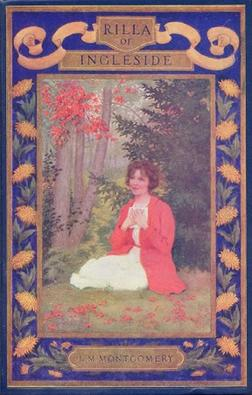 RILLA
of
INGLESIDE
L. M. MONTGOMERY